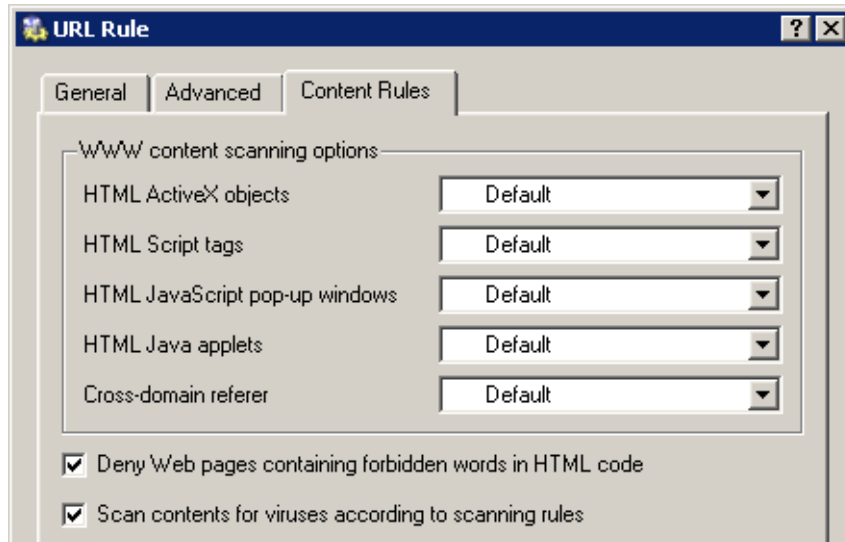 URL Rule
General Advanced Content Rules
WWW content scanning options
HTML ActiveX objects Default
HTML Script tags Default
HTML JavaScript pop-up windows Default
HTML Java applets Default
Cross-domain referer Default
Deny Web pages containing forbidden words in HTML code
Scan contents for viruses according to scanning rules